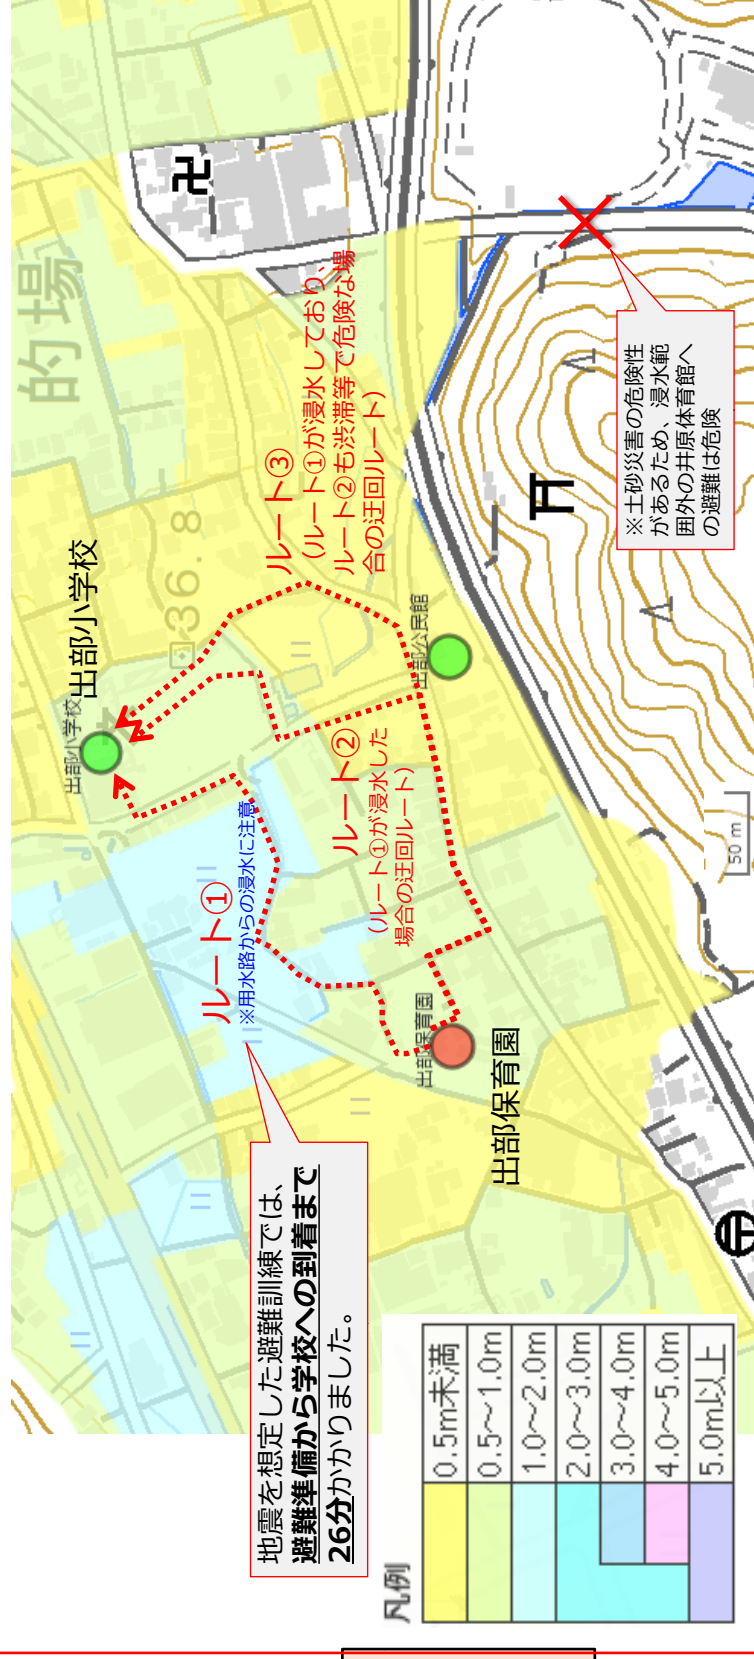 的場
36.8
出部小学校
出部小学校
ルート③
(ルート①が浸水しており、
ルート②も渋滞等で危険な場
合の迂回ルート)
出部公民館
ルート②
(ルート①が浸水した
場合の迂回ルート)
ルート①
※用水路からの浸水に注意
出部保育園
出部保育園
※土砂災害の危険性
があるため、浸水範
囲外の井原体育館へ
の避難は危険
50 m
地震を想定した避難訓練では、
避難準備から学校への到着まで
26分かかりました。
凡例
0.5m未満
0.5～1.0m
1.0～2.0m
2.0～3.0m
3.0～4.0m
4.0～5.0m
5.0m以上